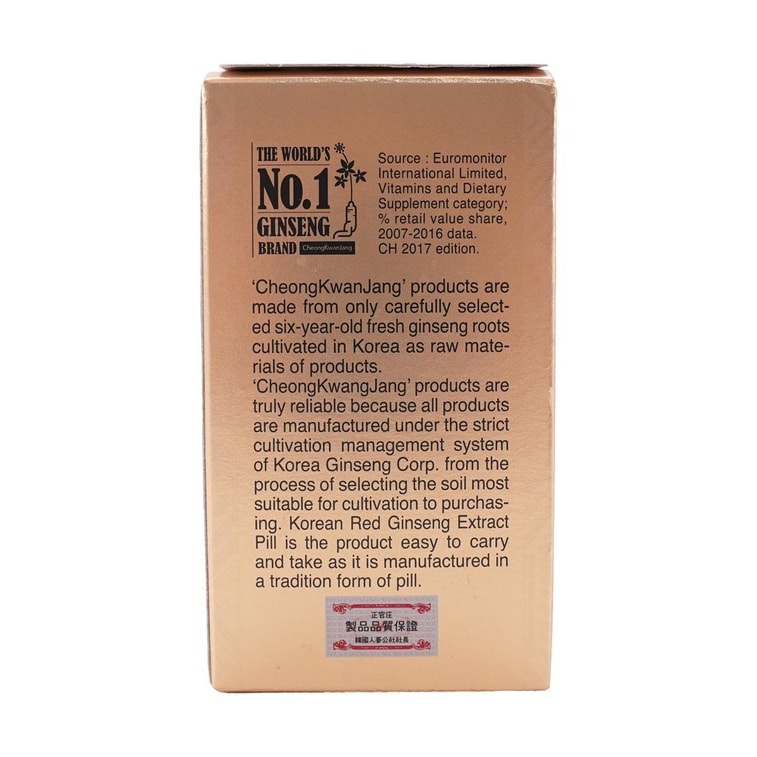 THE WORLD'S
No.1
GINSENG
BRAND CheongKwanJang
Source : Euromonitor
International Limited,
Vitamins and Dietary
Supplement category;
% retail value share,
2007-2016 data.
CH 2017 edition.
‘CheongKwanJang’ products are
made from only carefully select-
ed six-year-old fresh ginseng roots
cultivated in Korea as raw mate-
rials of products.
‘CheongKwangJang’ products are
truly reliable because all products
are manufactured under the strict
cultivation management system
of Korea Ginseng Corp. from the
process of selecting the soil most
suitable for cultivation to purchas-
ing. Korean Red Ginseng Extract
Pill is the product easy to carry
and take as it is manufactured in
a tradition form of pill.
正官庄
製品品質保證
韓國人蔘公社社長